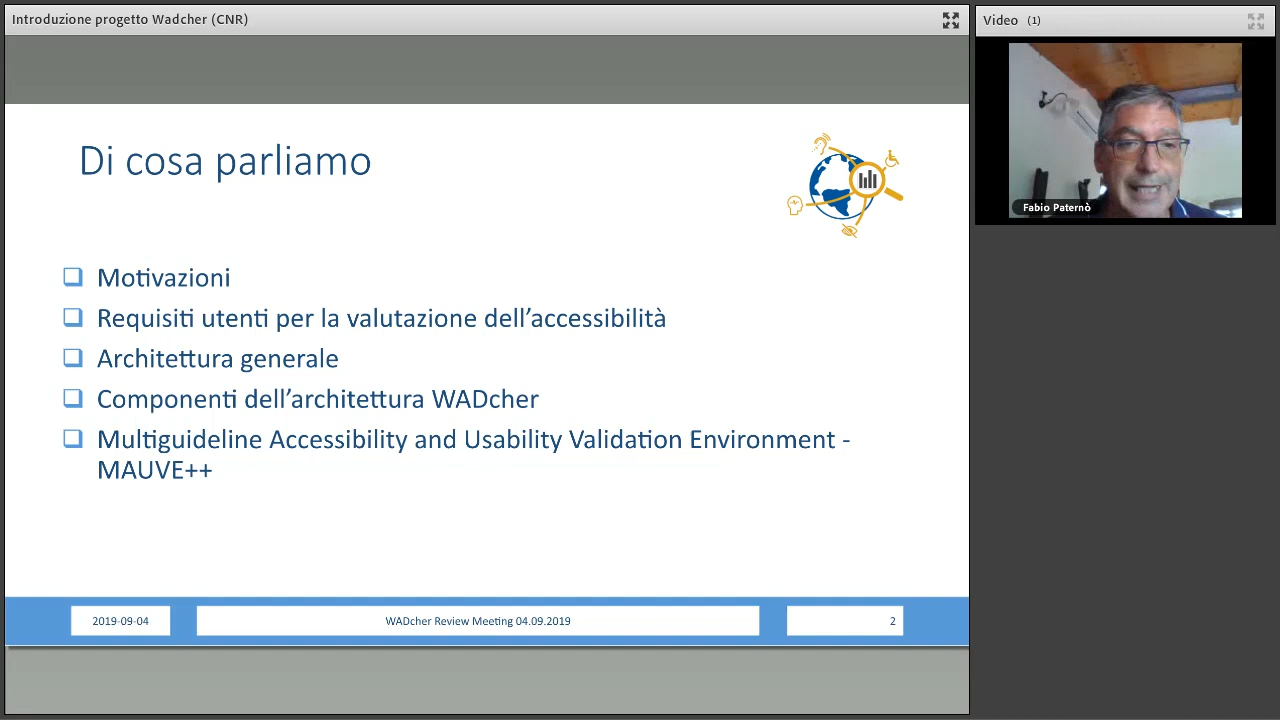 Introduzione progetto Wadcher (CNR)
Video (1)
Fabio Paternò
Di cosa parliamo
Motivazioni
Requisiti utenti per la valutazione dell’accessibilità
Architettura generale
Componenti dell’architettura WADcher
Multiguideline Accessibility and Usability Validation Environment -
MAUVE++
2019-09-04
WADcher Review Meeting 04.09.2019
2